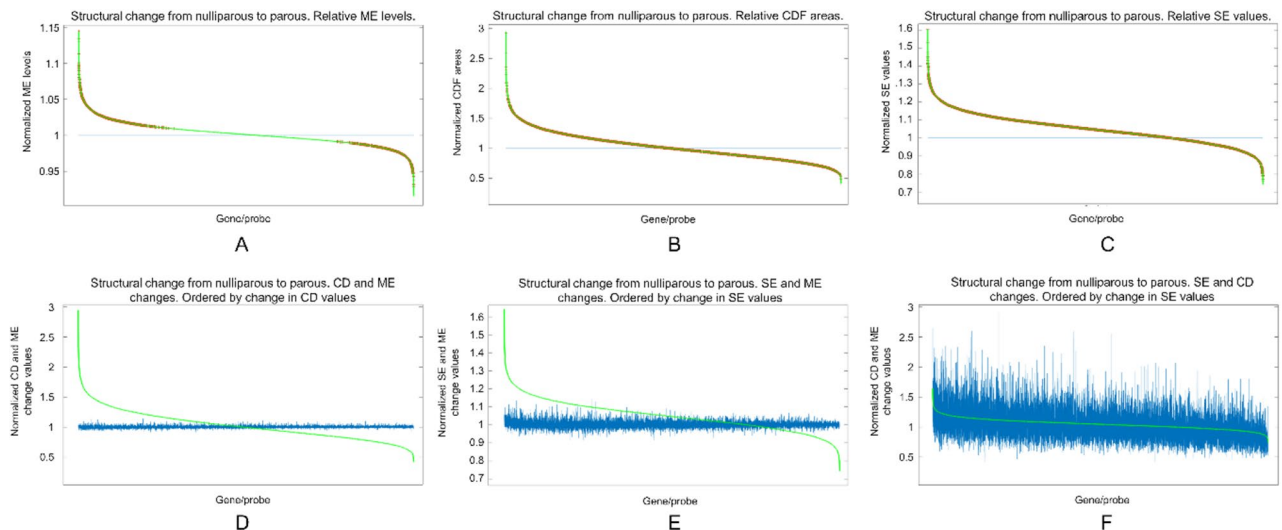 Structural change from nulliparous to parous. Relative ME levels.
Normalizod ME levels
1.15
1.1
1.05
1
0.95
Gene/probe
A
Structural change from nulliparous to parous. Relative CDF areas.
Normalized CDF areas
3
2.5
2
1.5
1
0.5
Gene/probe
B
Structural change from nulliparous to parous. Relative SE values.
Normalized SE values
1.6
1.5
1.4
1.3
1.2
1.1
1
0.9
0.8
0.7
Gene/probe
C
Structural change from nulliparous to parous. CD and ME
changes. Ordered by change in CD values
Normalized CD and ME
change values
3
2.5
2
1.5
1
0.5
Gene/probe
D
Structural change from nulliparous to parous. SE and ME
changes. Ordered by change in SE values
Normalized SE and ME
change values
1.6
1.5
1.4
1.3
1.2
1.1
1
0.9
0.8
0.7
Gene/probe
E
Structural change from nulliparous to parous. SE and CD
changes. Ordered by change in SE values
Normalized CD and ME
change values
3
2.5
2
1.5
1
0.5
Gene/probe
F